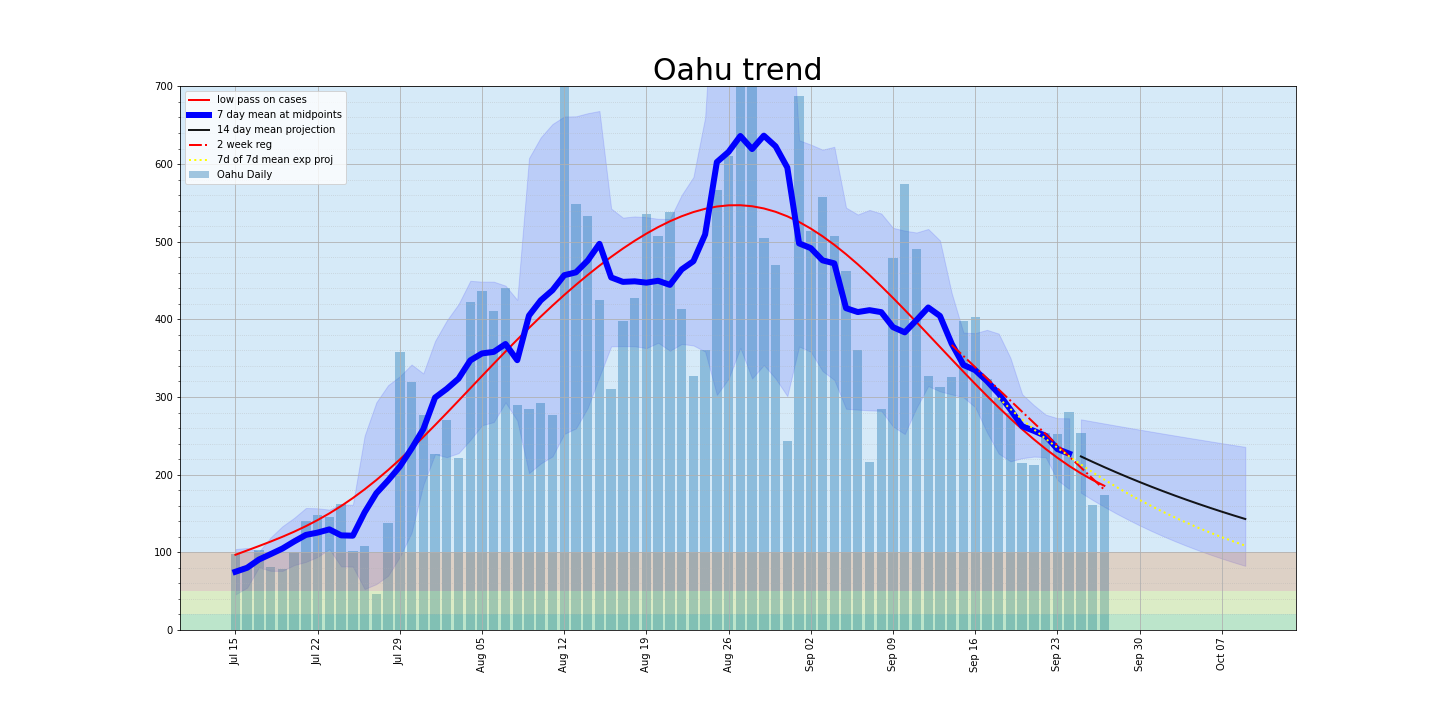 Oahu trend
700
600
500
400
300
200
100
0
low pass on cases
7 day mean at midpoints
14 day mean projection
2 week reg
7d of 7d mean exp proj
Oahu Daily
Jul 15
Jul 22
Jul 29
Aug 05
Aug 12
Aug 19
Aug 26
Sep 02
Sep 09
Sep 16
Sep 23
Sep 30
Oct 07